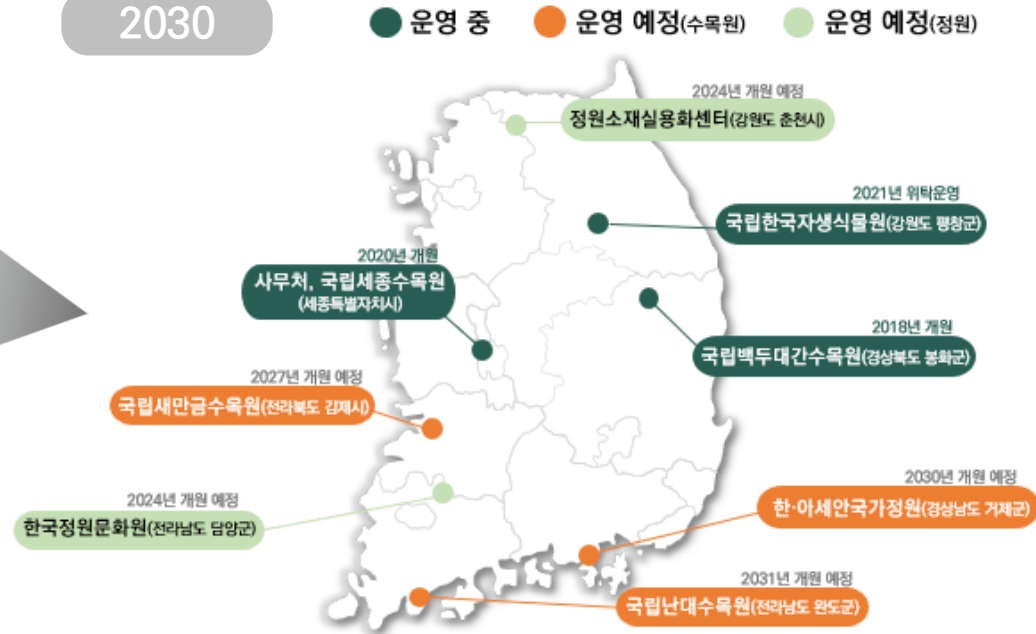 2030
운영 중
운영 예정(수목원)
운영 예정(정원)
2024년 개원 예정
정원소재실용화센터(강원도 춘천시)
2021년 위탁운영
국립한국자생식물원(강원도 평창군)
2020년 개원
사무처, 국립세종수목원
(세종특별자치시)
2018년 개원
국립백두대간수목원(경상북도 봉화군)
2027년 개원 예정
국립새만금수목원(전라북도 김제시)
2030년 개원 예정
한·아세안국가정원(경상남도 거제군)
2024년 개원 예정
한국정원문화원(전라남도 담양군)
2031년 개원 예정
국립난대수목원(전라남도 완도군)